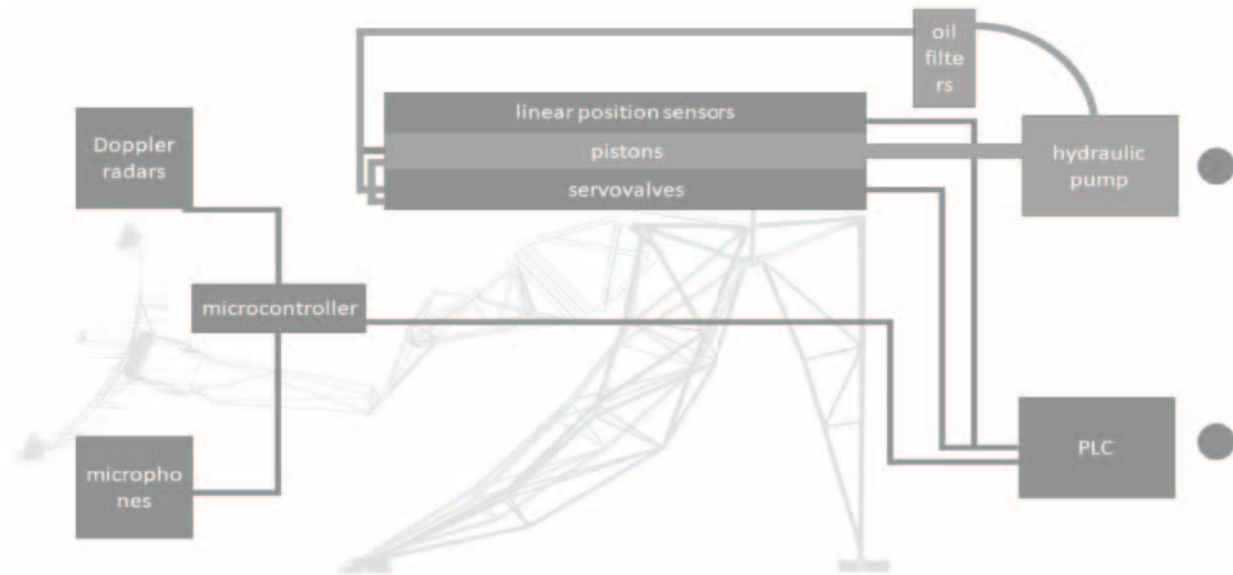 oil
filte
rs
linear position sensors
Doppler
radars
pistons
hydraulic
pump
servovalves
microcontroller
PLC
micropho
nes